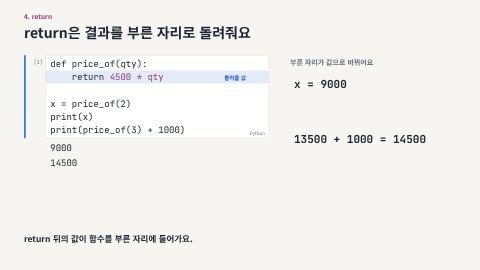 4. return
return은 결과를 부른 자리로 돌려줘요
[1]
def price_of(qty):
    return 4500 * qty
돌려줄 값
x = price_of(2)
print(x)
print(price_of(3) + 1000)
Python
9000
14500
부른 자리가 값으로 바뀌어요
x = 9000
13500 + 1000 = 14500
return 뒤의 값이 함수를 부른 자리에 들어가요.